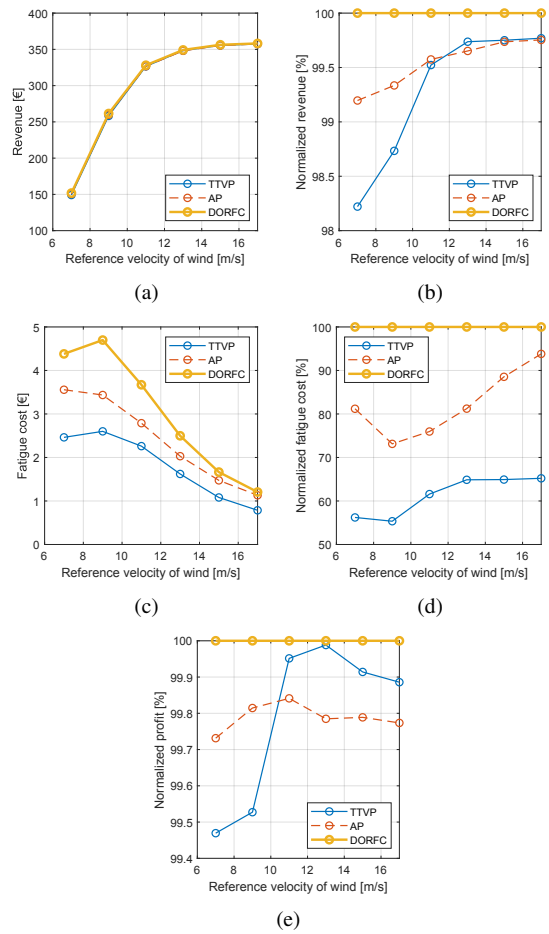 400
350
300
250
200
150
100
Revenue [€]
TTVP
AP
DORFC
6 8 10 12 14 16
Reference velocity of wind [m/s]
(a)
100
99.5
99
98.5
98
Normalized revenue [%]
TTVP
AP
DORFC
6 8 10 12 14 16
Reference velocity of wind [m/s]
(b)
5
4
3
2
1
0
Fatigue cost [€]
TTVP
AP
DORFC
6 8 10 12 14 16
Reference velocity of wind [m/s]
(c)
100
90
80
70
60
50
Normalized fatigue cost [%]
TTVP
AP
DORFC
6 8 10 12 14 16
Reference velocity of wind [m/s]
(d)
100
99.9
99.8
99.7
99.6
99.5
99.4
Normalized profit [%]
TTVP
AP
DORFC
6 8 10 12 14 16
Reference velocity of wind [m/s]
(e)